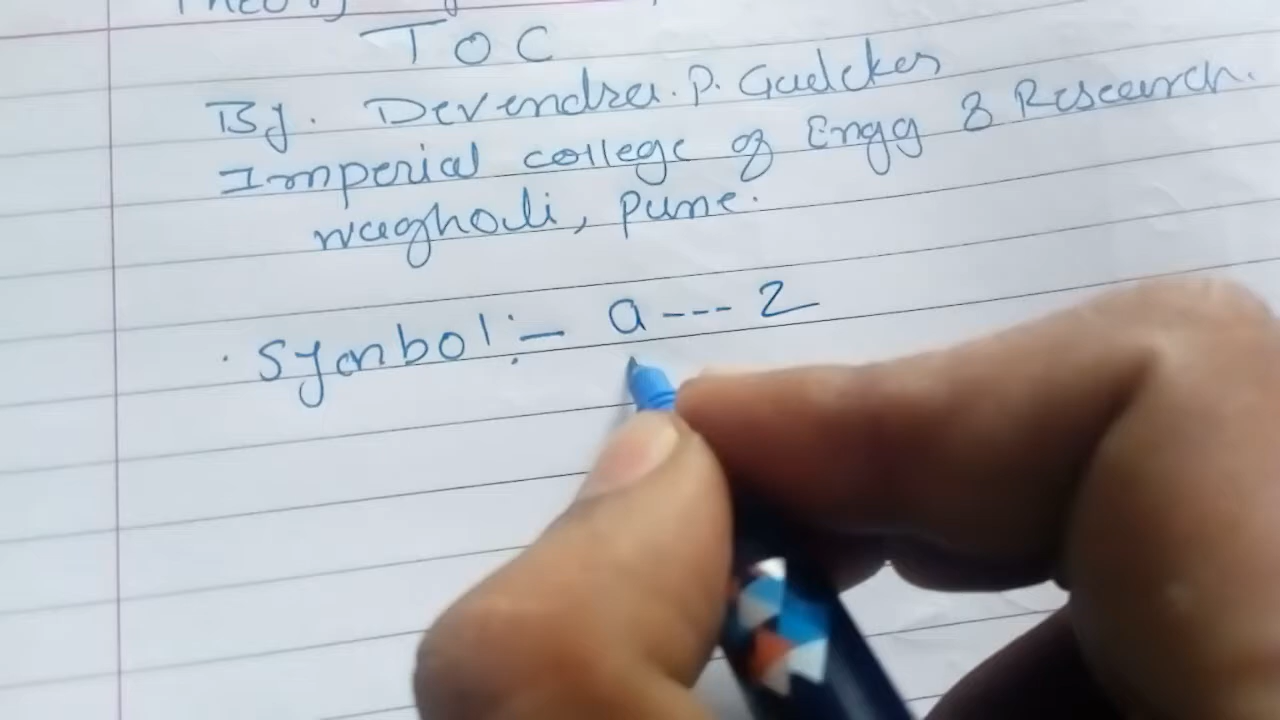 TOC
By. Devendra. P. Gadekar
Imperial college of Engg & Research.
wagholi, Pune.
Symbol :- a --- z